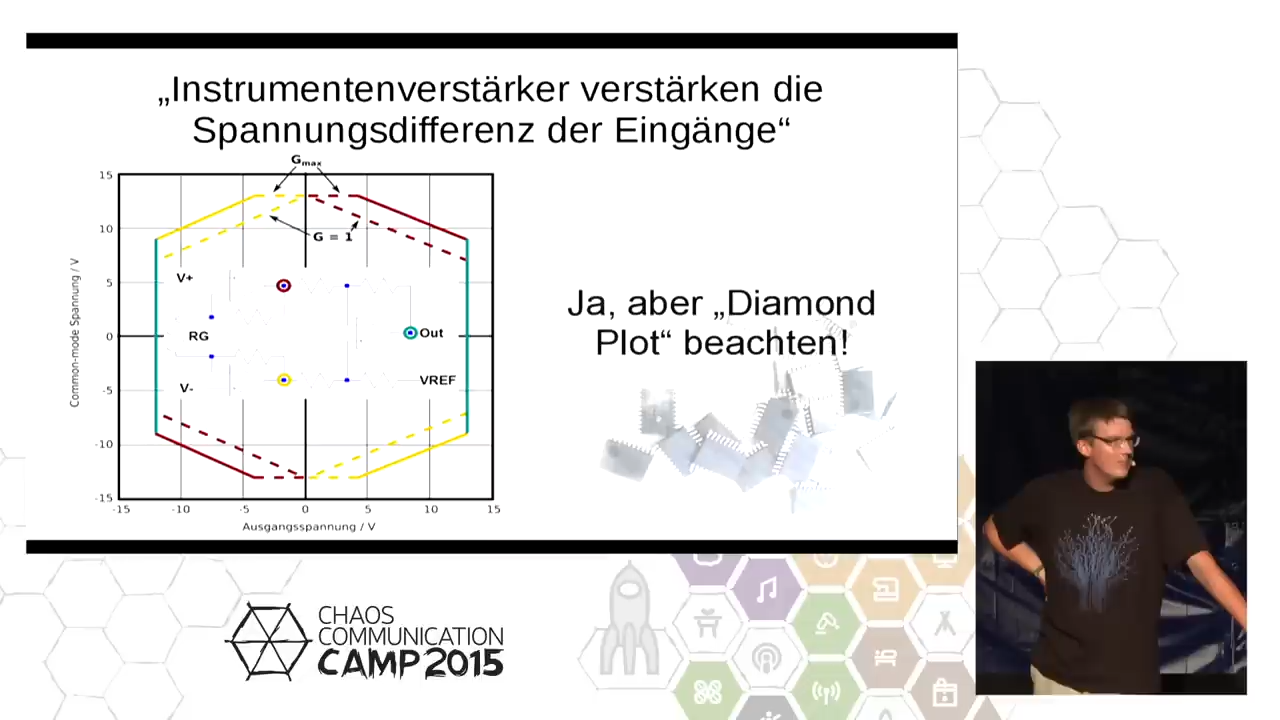 „Instrumentenverstärker verstärken die
Spannungsdifferenz der Eingänge“
Gmax
G = 1
15
10
5
0
-5
-10
-15
Common-mode Spannung / V
V+
RG
V-
Out
VREF
-15
-10
-5
0
5
10
15
Ausgangsspannung / V
Ja, aber „Diamond
Plot“ beachten!
CHAOS
COMMUNICATION
CAMP 2015